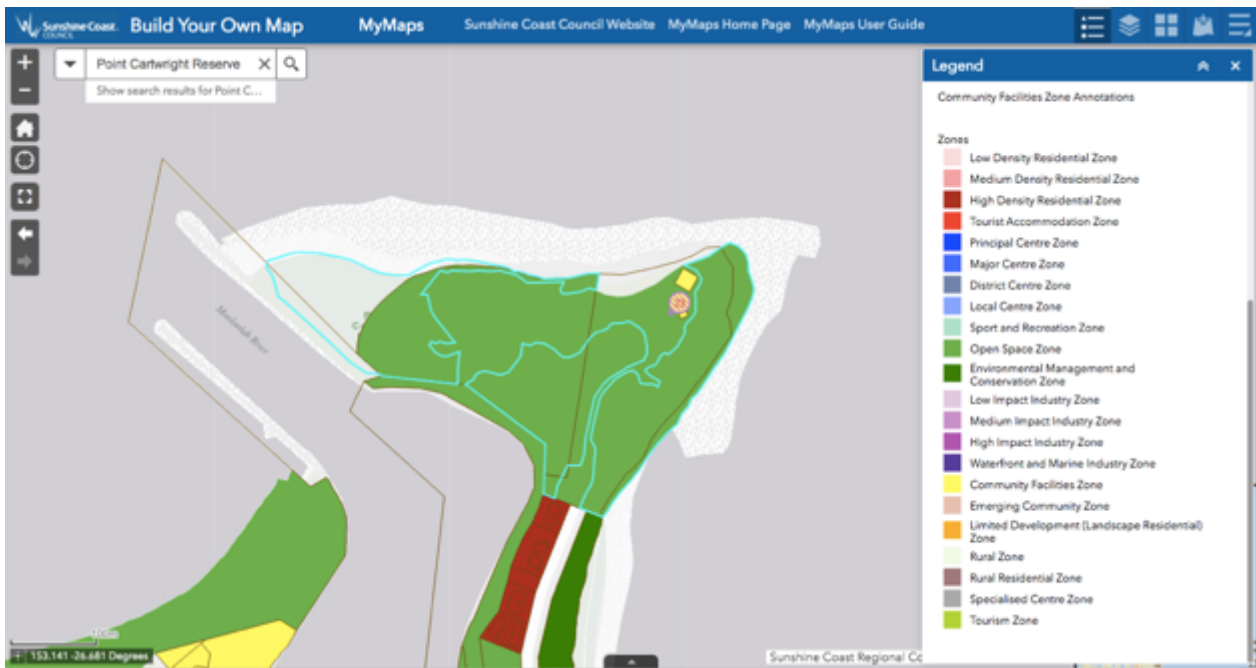 Sunshine Coast. COUNCIL Build Your Own Map MyMaps Sunshine Coast Council Website MyMaps Home Page MyMaps User Guide
Point Cartwright Reserve
Show search results for Point C...
Legend
Community Facilities Zone Annotations
Zones
Low Density Residential Zone
Medium Density Residential Zone
High Density Residential Zone
Tourist Accommodation Zone
Principal Centre Zone
Major Centre Zone
District Centre Zone
Local Centre Zone
Sport and Recreation Zone
Open Space Zone
Environmental Management and
Conservation Zone
Low Impact Industry Zone
Medium Impact Industry Zone
High Impact Industry Zone
Waterfront and Marine Industry Zone
Community Facilities Zone
Emerging Community Zone
Limited Development (Landscape Residential)
Zone
Rural Zone
Rural Residential Zone
Specialised Centre Zone
Tourism Zone
Mooloolah River
23
100m
153.141 -26.681 Degrees
Sunshine Coast Regional Co